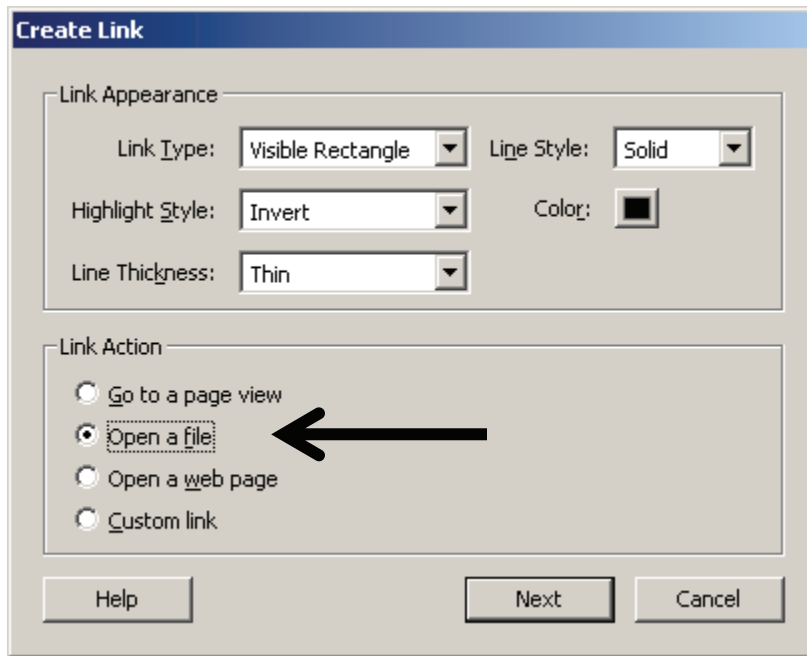 Create Link
Link Appearance
Link Type: Visible Rectangle Line Style: Solid
Highlight Style: Invert Color:
Line Thickness: Thin
Link Action
Go to a page view
Open a file
Open a web page
Custom link
Help Next Cancel